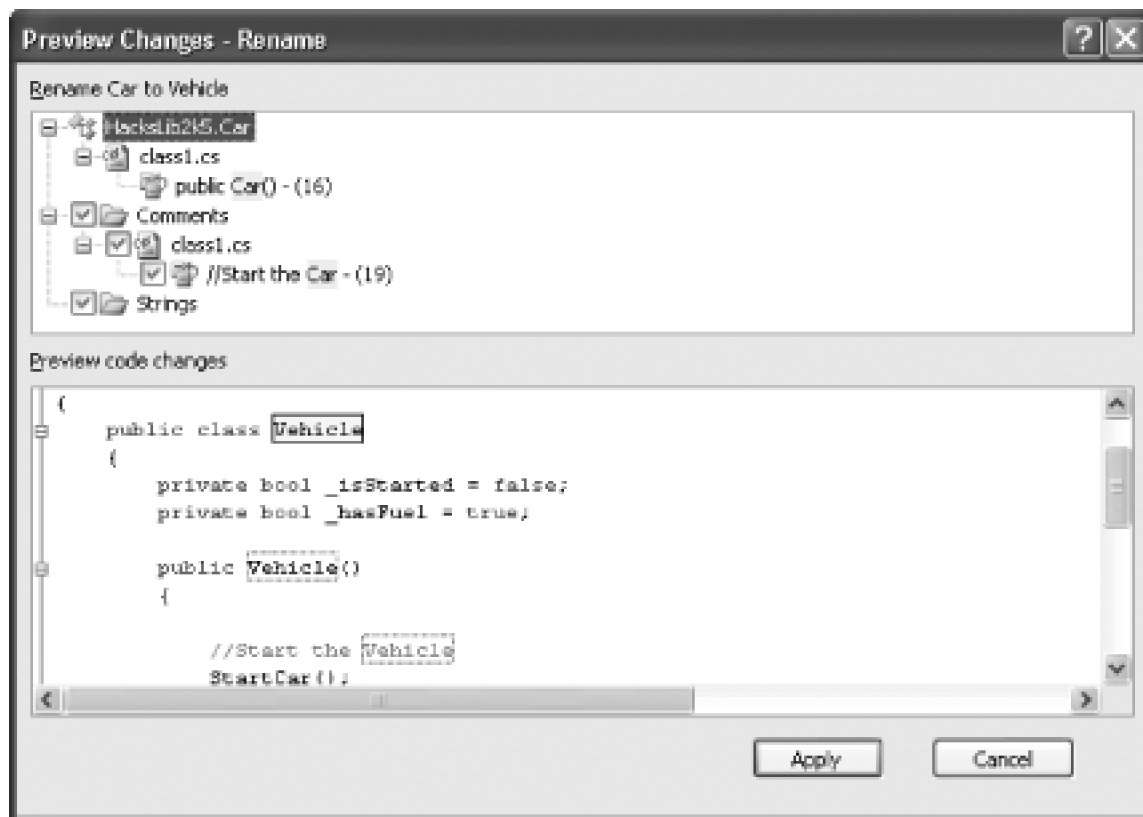 Preview Changes - Rename
Rename Car to Vehicle
HacksLib2k5.Car
class1.cs
public Car() - (16)
Comments
class1.cs
//Start the Car - (19)
Strings
Preview code changes
{
public class Vehicle
{
private bool _isStarted = false;
private bool _hasFuel = true;
public Vehicle()
{
//Start the Vehicle
StartCar();
Apply
Cancel